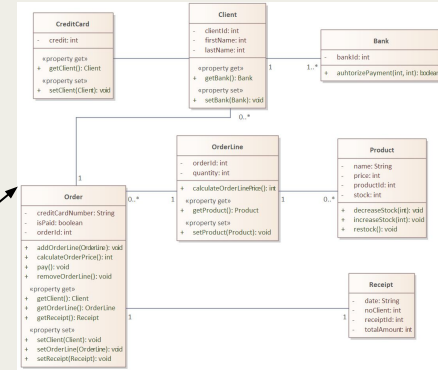 CreditCard
- credit: int
«property get»
+ getClient(): Client
«property set»
+ setClient(Client): void
Client
- clientId: int
- firstName: int
- lastName: int
«property get»
+ getBank(): Bank
«property set»
+ setBank(Bank): void
1
1..*
Bank
- bankId: int
+ auhtorizePayment(int, int): boolean
0..*
1
OrderLine
- orderId: int
- quantity: int
+ calculateOrderLinePrice(): int
«property get»
+ getProduct(): Product
«property set»
+ setProduct(Product): void
Product
- name: String
- price: int
- productId: int
- stock: int
+ decreaseStock(int): void
+ increaseStock(int): void
+ restock(): void
0..*
1
1
0..*
Order
- creditCardNumber: String
- isPaid: boolean
- orderId: int
+ addOrderLine(OrderLine): void
+ calculateOrderPrice(): int
+ pay(): void
+ removeOrderLine(): void
«property get»
+ getClient(): Client
+ getOrderLine(): OrderLine
+ getReceipt(): Receipt
«property set»
+ setClient(Client): void
+ setOrderLine(OrderLine): void
+ setReceipt(Receipt): void
1
1
Receipt
- date: String
- noClient: int
- receiptId: int
- totalAmount: int